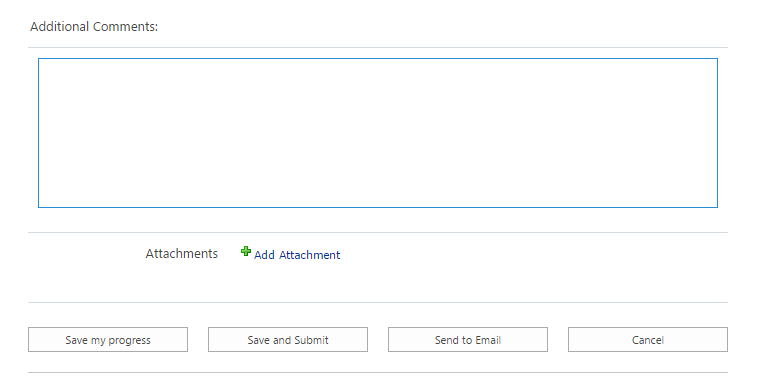 Additional Comments:
Attachments Add Attachment
Save my progress Save and Submit Send to Email Cancel